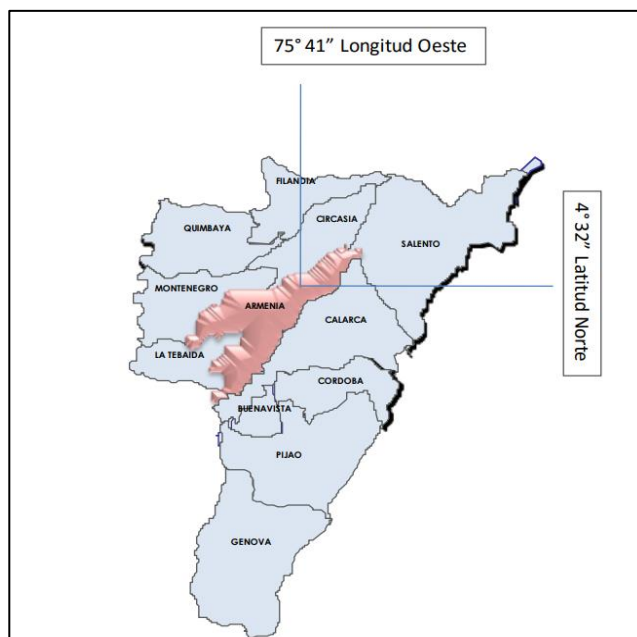 75° 41” Longitud Oeste
FILANDIA
CIRCASIA
QUIMBAYA
SALENTO
4° 32” Latitud Norte
MONTENEGRO
ARMENIA
CALARCA
LA TEBAIDA
CORDOBA
BUENAVISTA
PIJAO
GENOVA